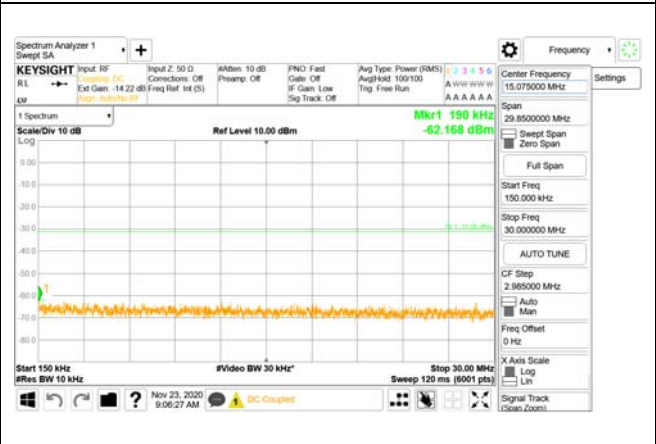 Spectrum Analyzer 1
Swept SA
+
Frequency
KEYSIGHT
RL
Input: RF
Coupling: DC
Ext Gain: -14.22 dB
Align: Auto/No RF
Input Z: 50 Ω
Corrections: Off
Freq Ref: Int (S)
#Atten: 10 dB
Preamp: Off
PNO: Fast
Gate: Off
IF Gain: Low
Sig Track: Off
Avg Type: Power (RMS)
Avg|Hold: 100/100
Trig: Free Run
1 2 3 4 5 6
A W W W W W
A A A A A A
1 Spectrum
Scale/Div 10 dB
Log
Ref Level 10.00 dBm
Mkr1 190 kHz
-62.168 dBm
0.00
-10.0
-20.0
-30.0
-40.0
-50.0
-60.0
-70.0
-80.0
1
Start 150 kHz
#Res BW 10 kHz
#Video BW 30 kHz*
Stop 30.00 MHz
Sweep 120 ms (6001 pts)
Nov 23, 2020
9:06:27 AM
DC Coupled
Center Frequency
15.075000 MHz
Settings
Span
29.8500000 MHz
Swept Span
Zero Span
Full Span
Start Freq
150.000 kHz
Stop Freq
30.000000 MHz
AUTO TUNE
CF Step
2.985000 MHz
Auto
Man
Freq Offset
0 Hz
X Axis Scale
Log
Lin
Signal Track
(Span Zoom)